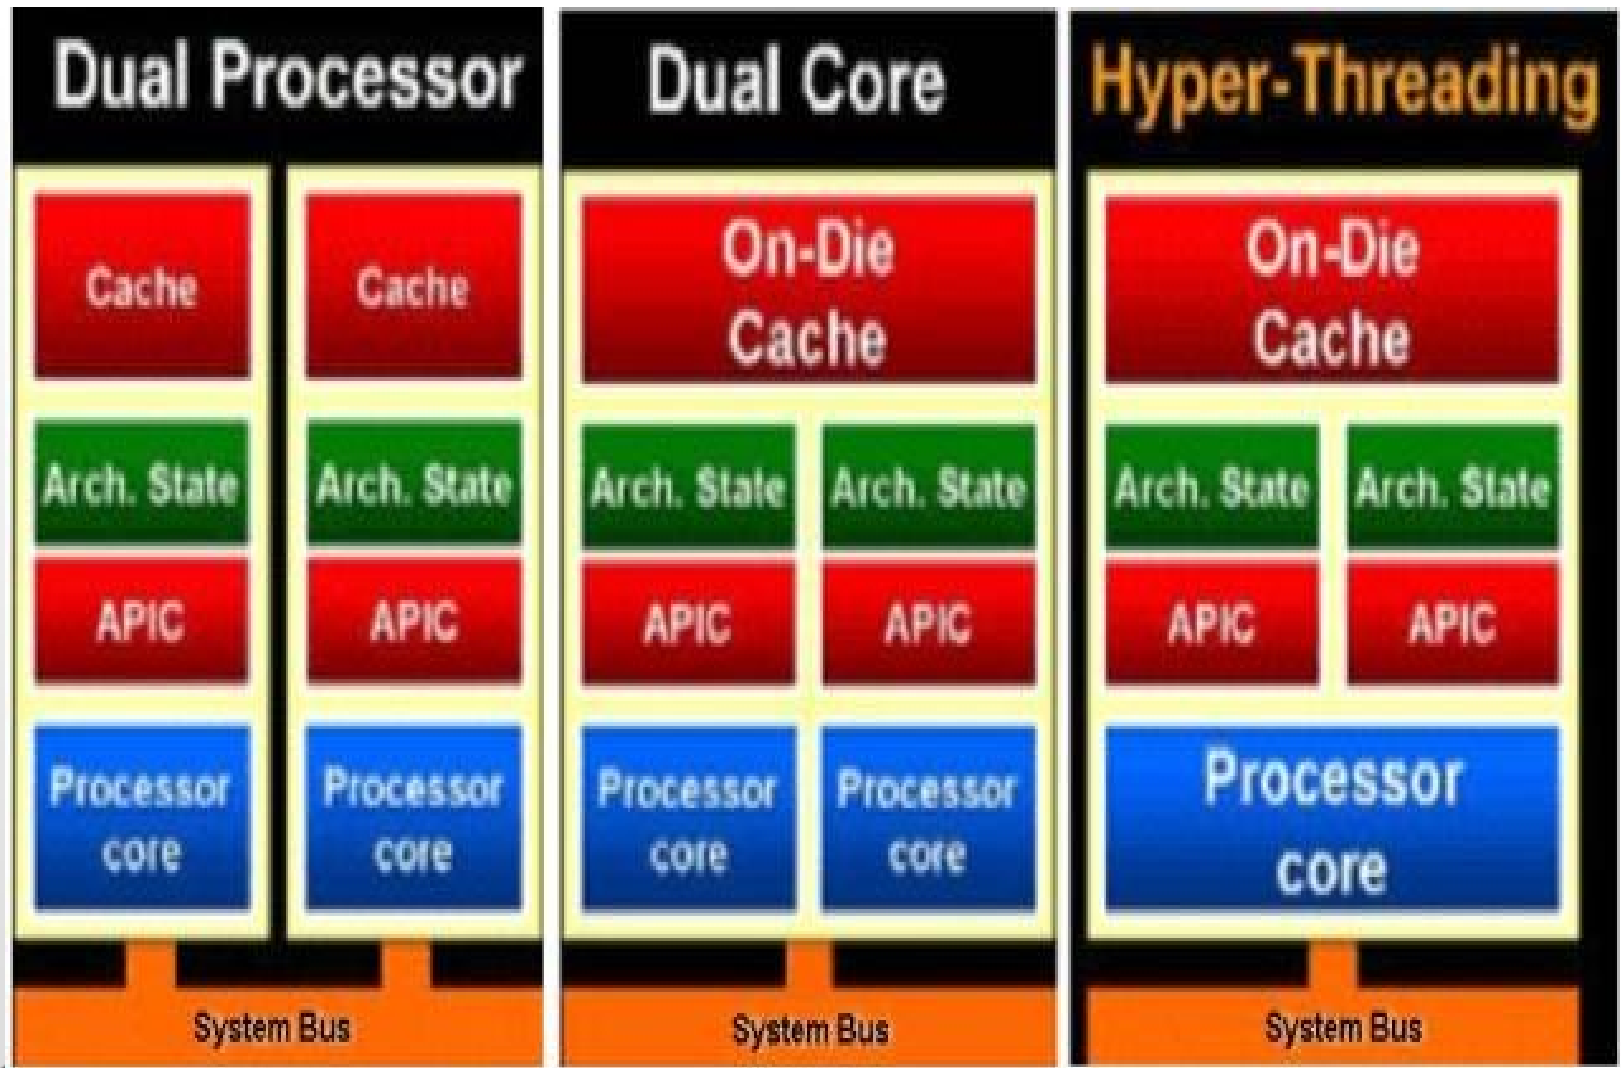 Dual Processor
Cache
Cache
Arch. State
Arch. State
APIC
APIC
Processor
core
Processor
core
System Bus
Dual Core
On-Die
Cache
Arch. State
Arch. State
APIC
APIC
Processor
core
Processor
core
System Bus
Hyper-Threading
On-Die
Cache
Arch. State
Arch. State
APIC
APIC
Processor
core
System Bus